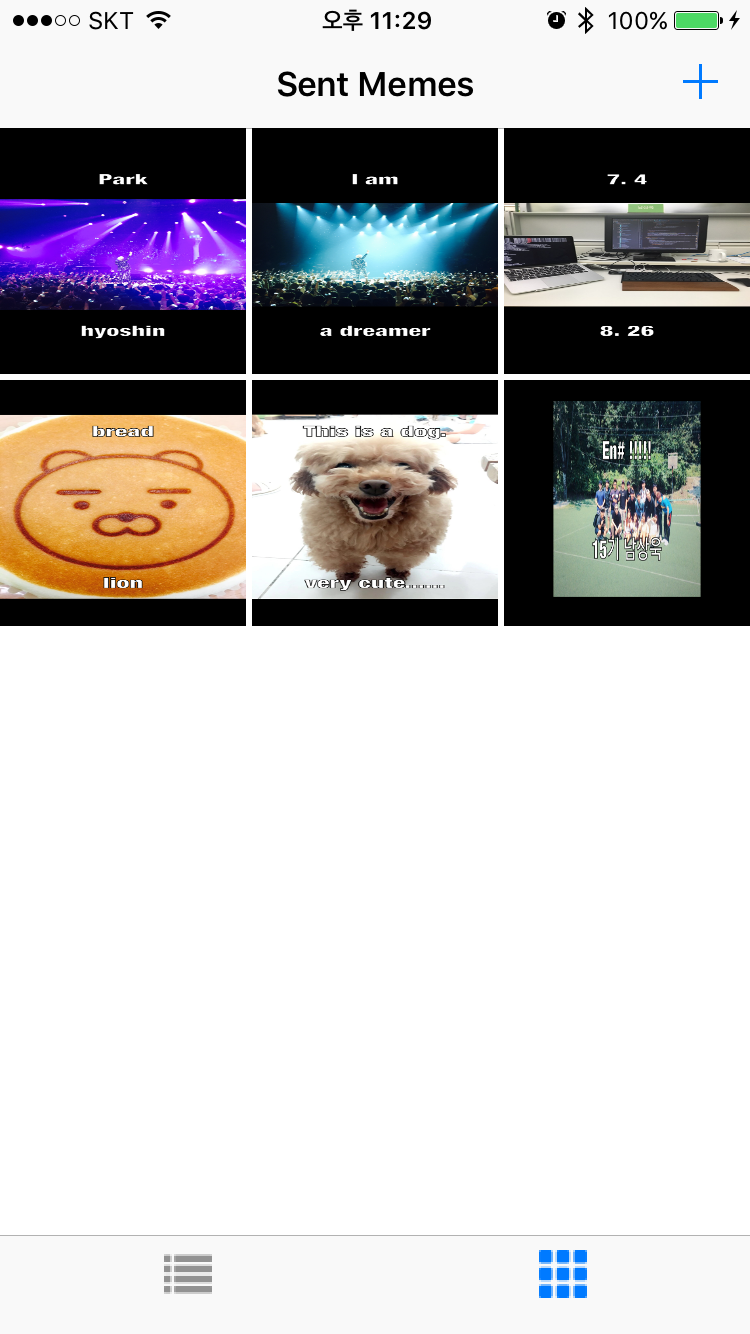 SKT 오후 11:29 100%
Sent Memes
Park
hyoshin
I am
a dreamer
7. 4
8. 26
bread
lion
This is a dog.
very cute......
En# !!!!!
15기 남상욱